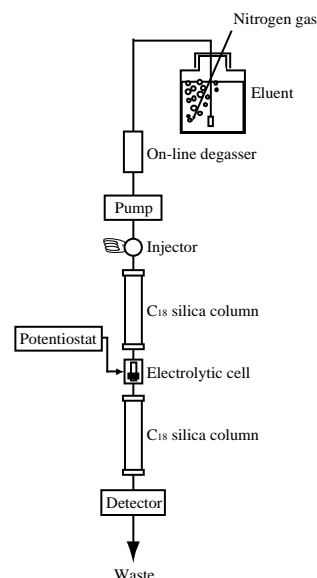 Nitrogen gas
Eluent
On-line degasser
Pump
Injector
C18 silica column
Potentiostat
Electrolytic cell
C18 silica column
Detector
Waste